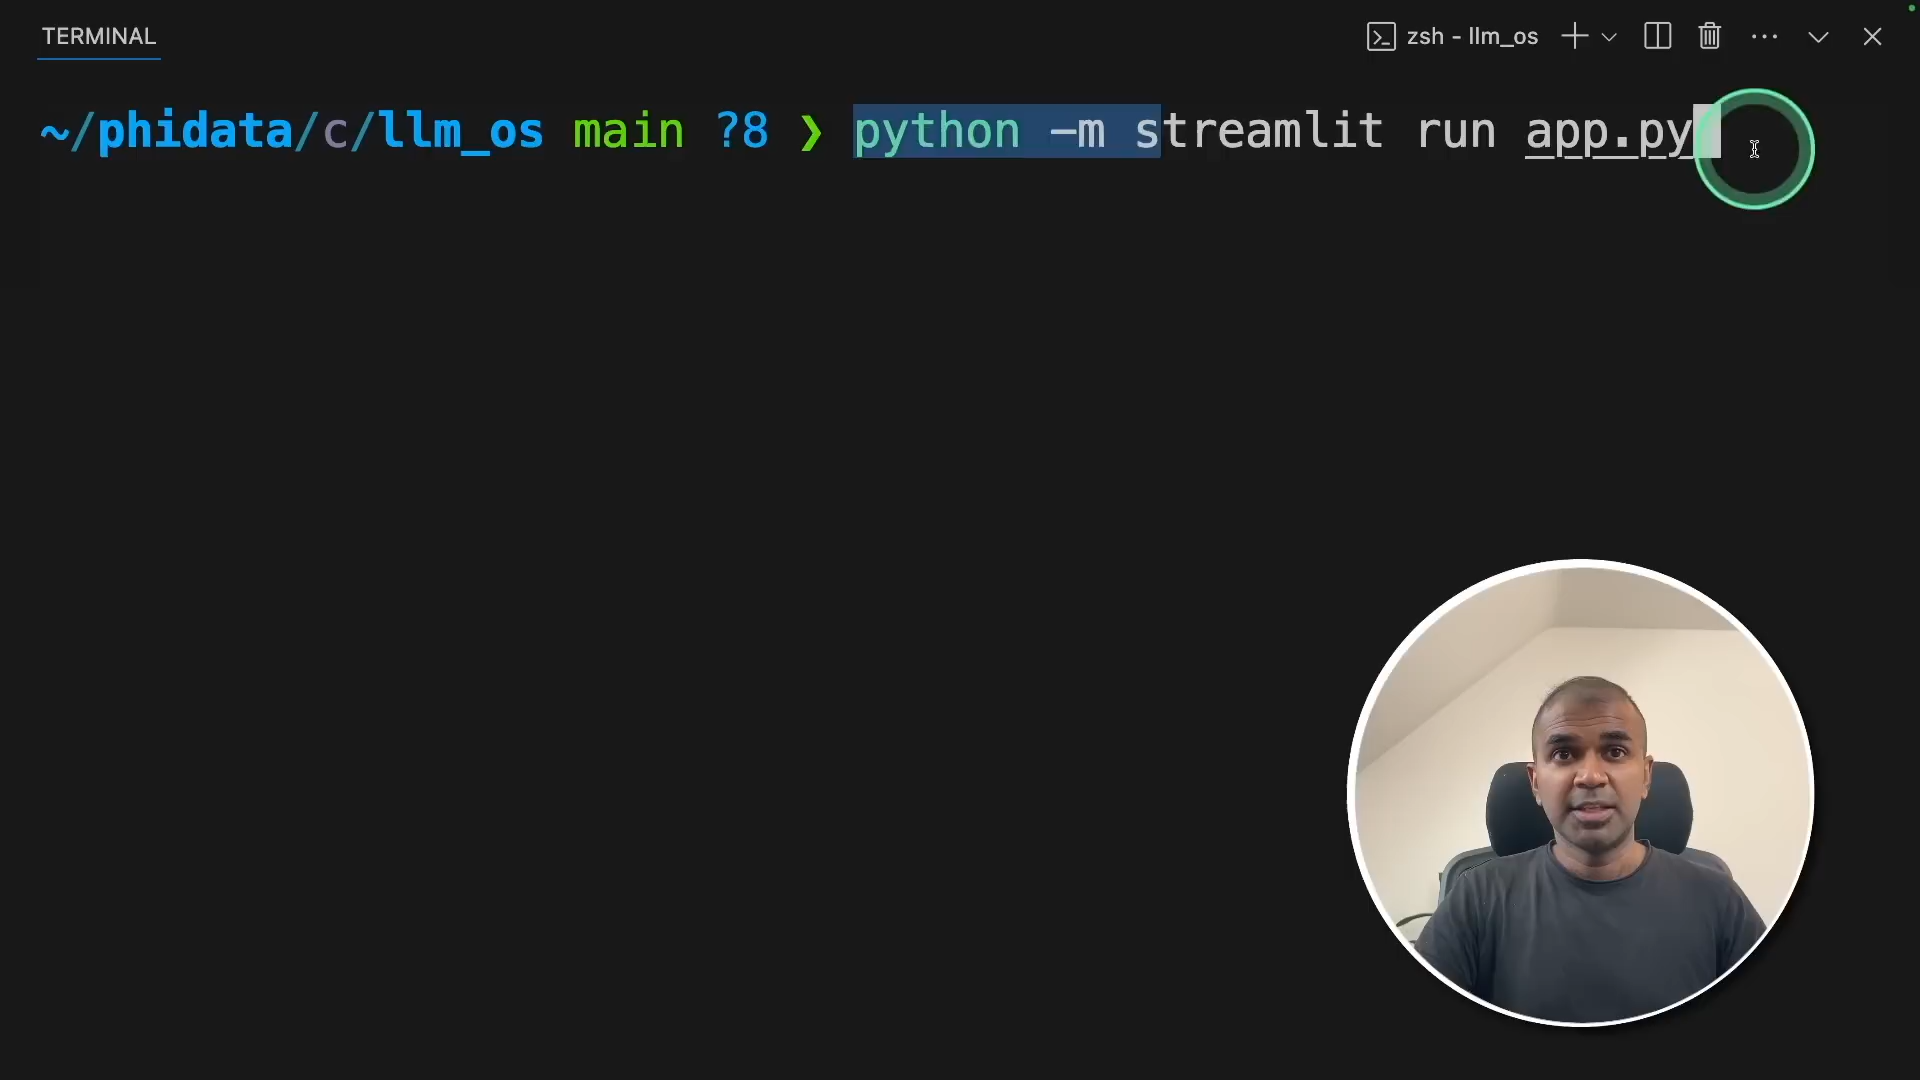 TERMINAL
zsh - llm_os
~/phidata/c/llm_os main ?8 ❯ python -m streamlit run app.py